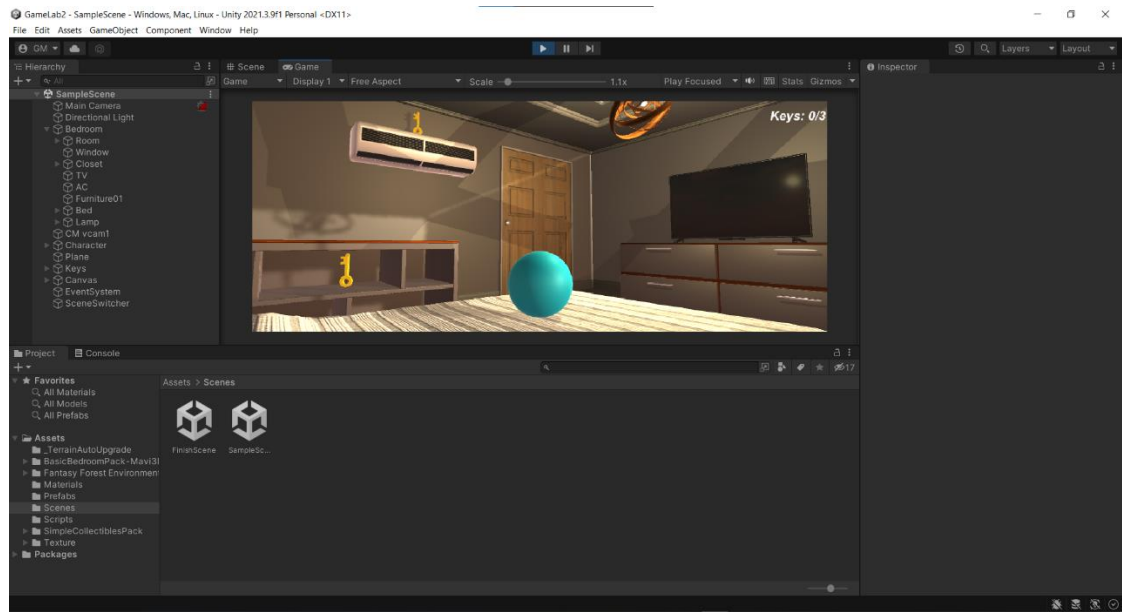 GameLab2 - SampleScene - Windows, Mac, Linux - Unity 2021.3.9f1 Personal <DX11>
File Edit Assets GameObject Component Window Help
GM Layers Layout
Hierarchy
All
SampleScene
Main Camera
Directional Light
Bedroom
Room
Window
Closet
TV
AC
Furniture01
Bed
Lamp
CM vcam1
Character
Plane
Keys
Canvas
EventSystem
SceneSwitcher
Scene Game
Game Display 1 Free Aspect Scale 1.1x Play Focused Stats Gizmos
Keys: 0/3
Inspector
Project Console
17
Favorites
All Materials
All Models
All Prefabs
Assets
_TerrainAutoUpgrade
BasicBedroomPack-Mavi3
Fantasy Forest Environmen
Materials
Prefabs
Scenes
Scripts
SimpleCollectiblesPack
Texture
Packages
Assets > Scenes
FinishScene SampleSc...